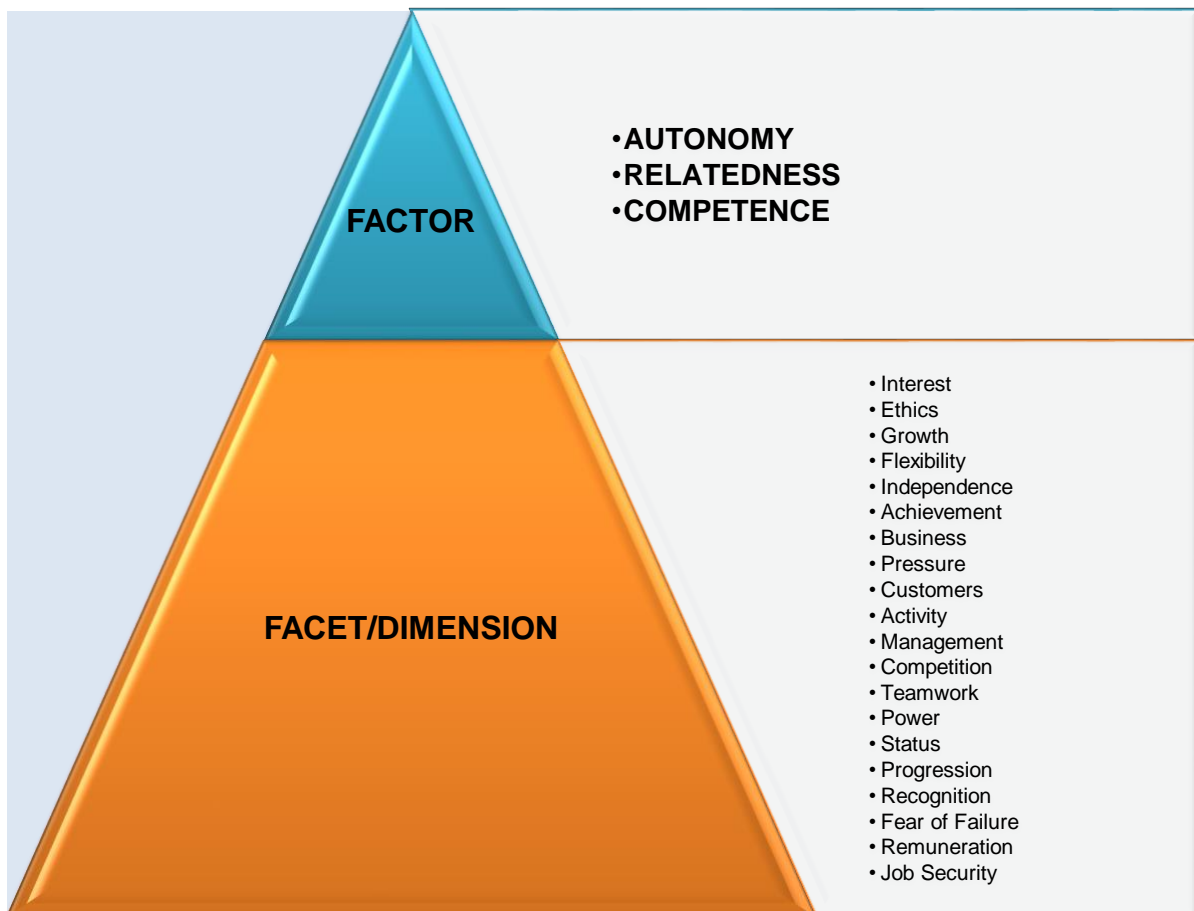 •AUTONOMY
•RELATEDNESS
•COMPETENCE
FACTOR
• Interest
• Ethics
• Growth
• Flexibility
• Independence
• Achievement
• Business
• Pressure
• Customers
• Activity
• Management
• Competition
• Teamwork
• Power
• Status
• Progression
• Recognition
• Fear of Failure
• Remuneration
• Job Security
FACET/DIMENSION